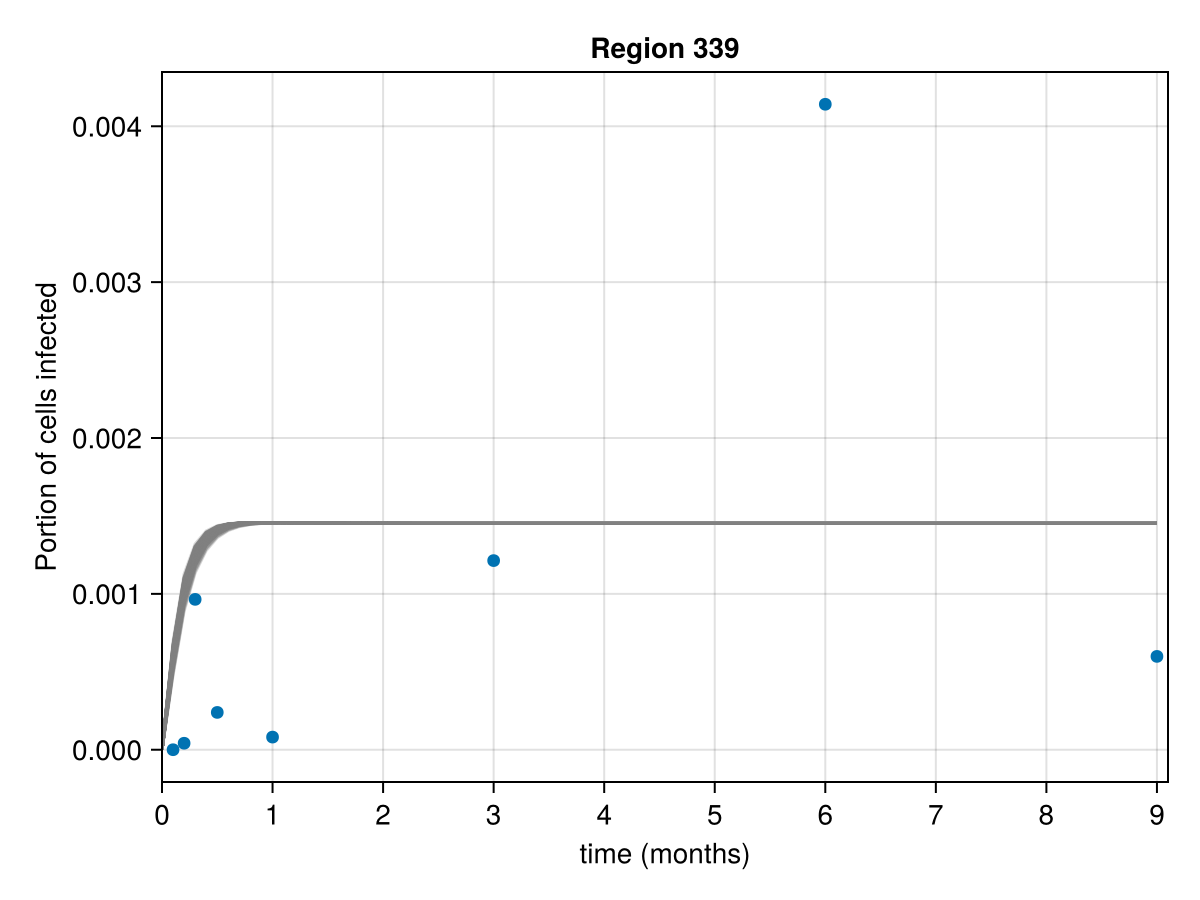 Region 339
Portion of cells infected
0.004
0.003
0.002
0.001
0.000
0 1 2 3 4 5 6 7 8 9
time (months)